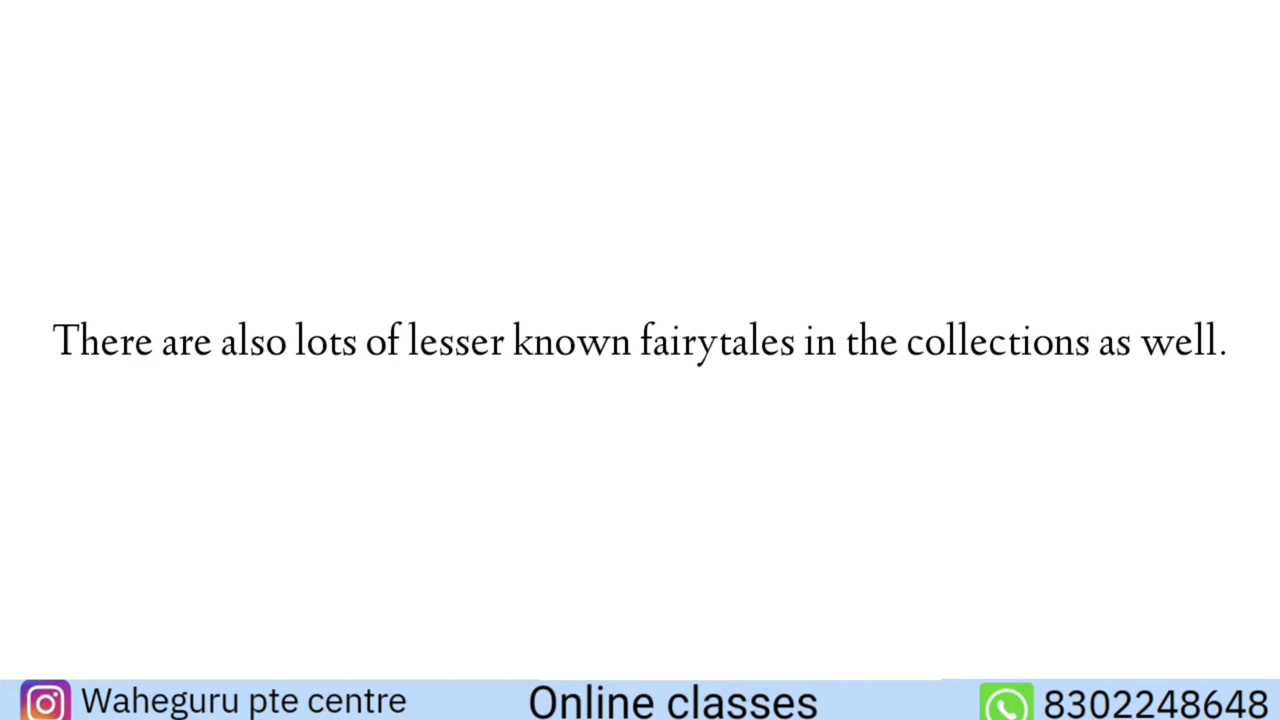 There are also lots of lesser known fairytales in the collections as well.
Waheguru pte centre Online classes 8302248648